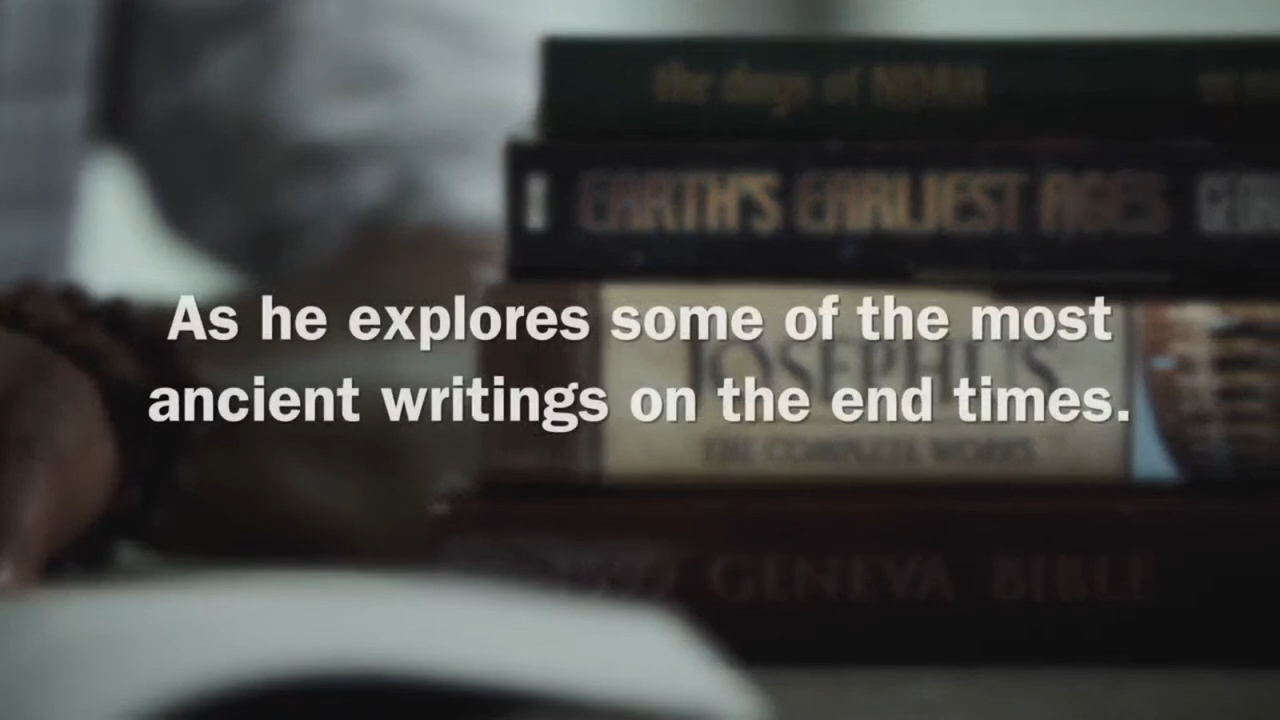 the days of NOAH
EARTH'S EARLIEST AGES
As he explores some of the most
ancient writings on the end times.
JOSEPHUS
THE COMPLETE WORKS
GENEVA BIBLE